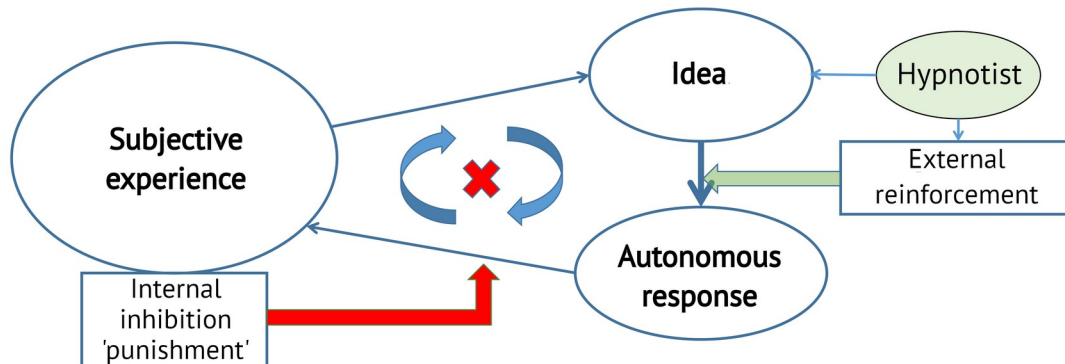 Subjective
experience
Idea
Hypnotist
External
reinforcement
Autonomous
response
Internal
inhibition
'punishment'